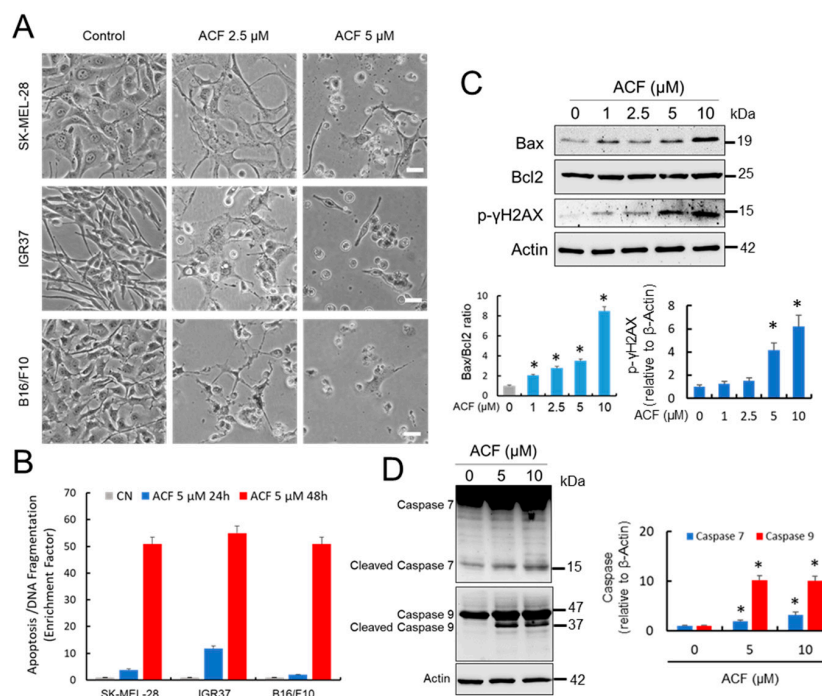 A
Control
ACF 2.5 µM
ACF 5 µM
SK-MEL-28
IGR37
B16/F10
B
CN
ACF 5 µM 24h
ACF 5 µM 48h
Apoptosis /DNA Fragmentation
(Enrichment Factor)
70
60
50
40
30
20
10
0
SK-MEL-28
IGR37
B16/F10
C
ACF (µM)
0 1 2.5 5 10 kDa
Bax
19
Bcl2
25
p-γH2AX
15
Actin
42
Bax/Bcl2 ratio
10
8
6
4
2
0
* * * *
ACF (µM) 0 1 2.5 5 10
p-γH2AX
(relative to β-Actin)
8
6
4
2
0
* *
ACF (µM) 0 1 2.5 5 10
D
ACF (µM)
0 5 10 kDa
Caspase 7
Cleaved Caspase 7
15
Caspase 9
47
Cleaved Caspase 9
37
Actin
42
Caspase
(relative to β-Actin)
20
10
0
Caspase 7
Caspase 9
* * * *
0 5 10
ACF (µM)